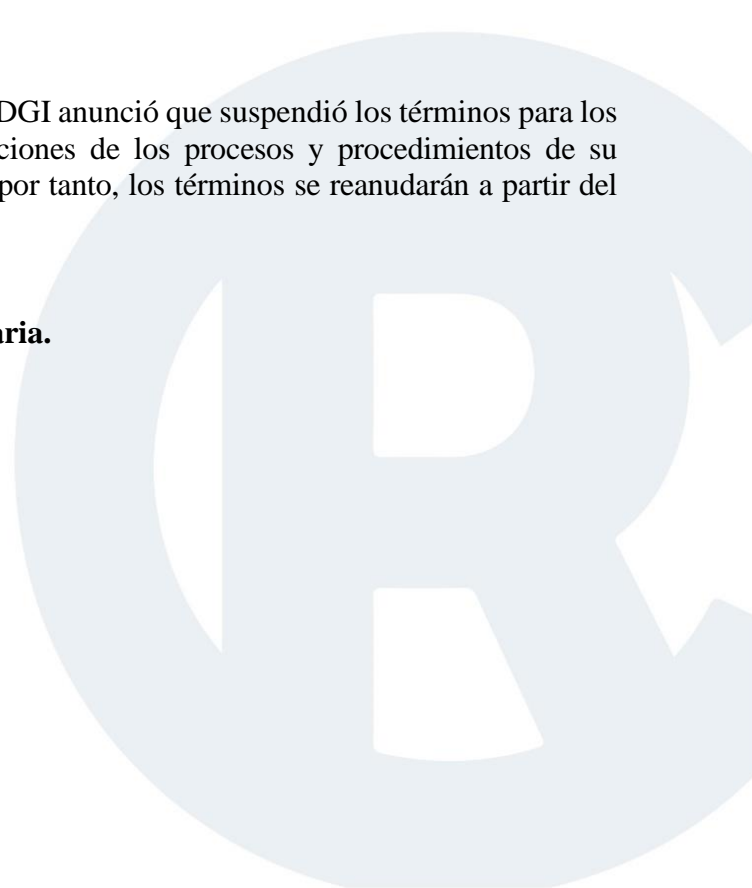 DGI anunció que suspendió los términos para los
ciones de los procesos y procedimientos de su
por tanto, los términos se reanudarán a partir del
aria.